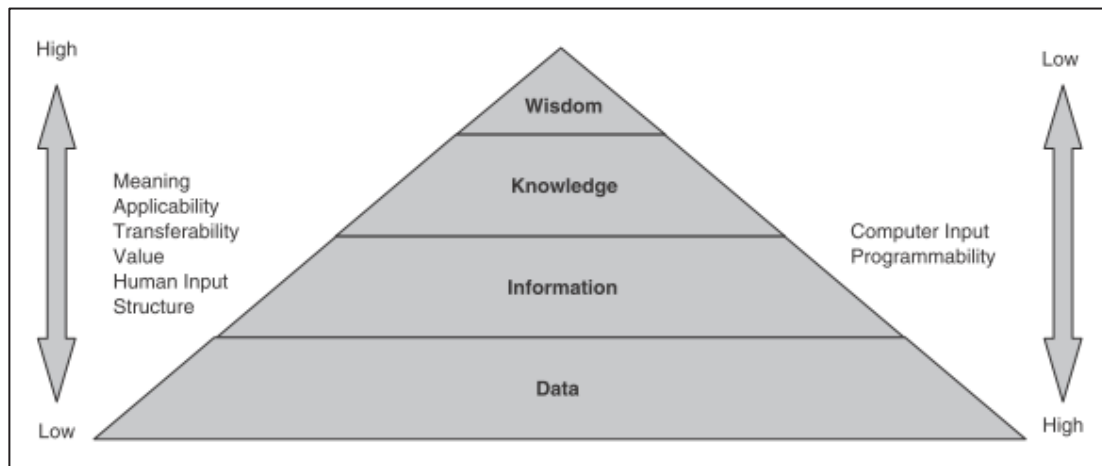 High
Low
Wisdom
Meaning
Applicability
Transferability
Value
Human Input
Structure
Knowledge
Computer Input
Programmability
Information
Data
Low
High